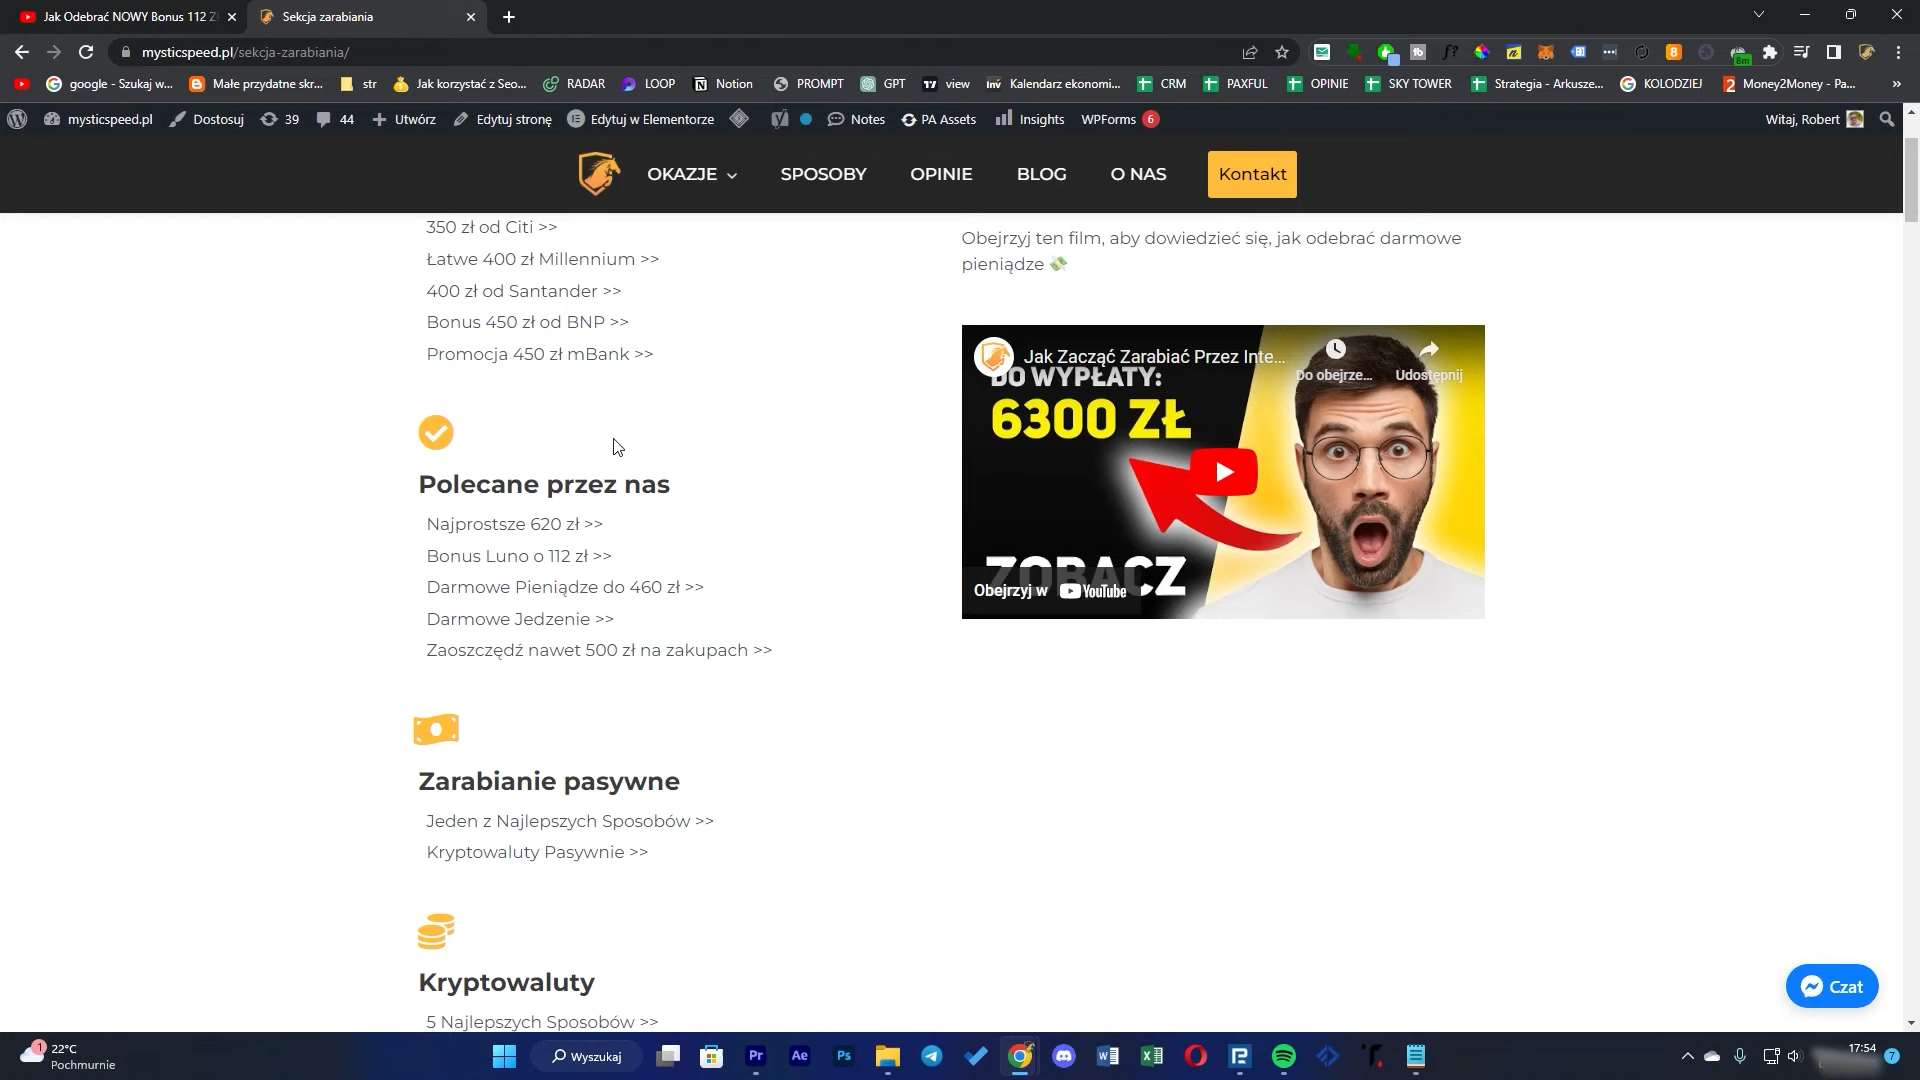 Jak Odebrać NOWY Bonus 112 Z
Sekcja zarabiania
mysticspeed.pl/sekcja-zarabiania/
8m
google - Szukaj w...
Małe przydatne skr...
str
Jak korzystać z Seo...
RADAR
LOOP
Notion
PROMPT
GPT
view
Kalendarz ekonomi...
CRM
PAXFUL
OPINIE
SKY TOWER
Strategia - Arkusze...
KOLODZIEJ
Money2Money - Pa...
mysticspeed.pl
Dostosuj
39
44
Utwórz
Edytuj stronę
Edytuj w Elementorze
Notes
PA Assets
Insights
WPForms 6
Witaj, Robert
OKAZJE
SPOSOBY
OPINIE
BLOG
O NAS
Kontakt
350 zł od Citi >>
Łatwe 400 zł Millennium >>
400 zł od Santander >>
Bonus 450 zł od BNP >>
Promocja 450 zł mBank >>
Polecane przez nas
Najprostsze 620 zł >>
Bonus Luno o 112 zł >>
Darmowe Pieniądze do 460 zł >>
Darmowe Jedzenie >>
Zaoszczędź nawet 500 zł na zakupach >>
Zarabianie pasywne
Jeden z Najlepszych Sposobów >>
Kryptowaluty Pasywnie >>
Kryptowaluty
5 Najlepszych Sposobów >>
Obejrzyj ten film, aby dowiedzieć się, jak odebrać darmowe
pieniądze 💸
Jak Zacząć Zarabiać Przez Inte...
Do obejrze...
Udostępnij
DO WYPŁATY:
6300 ZŁ
ZOBACZ
Obejrzyj w YouTube
Czat
1
22°C
Pochmurnie
Wyszukaj
Pr
Ae
Ps
17:54
7